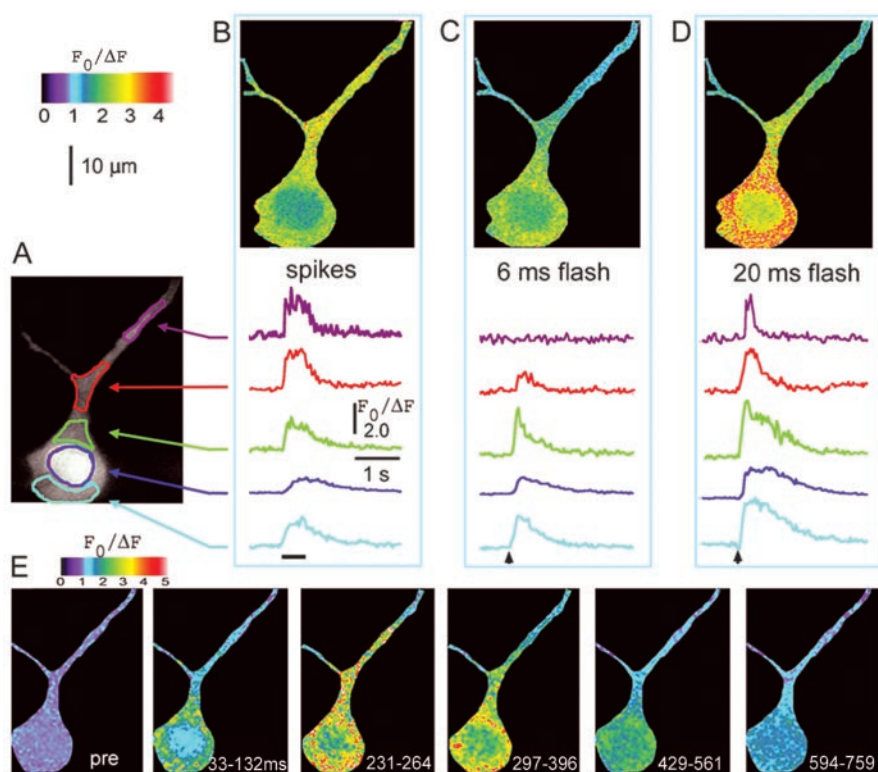 F0/ΔF
0 1 2 3 4
10 µm
A
B
C
D
spikes
6 ms flash
20 ms flash
F0/ΔF
2.0
1 s
E
F0/ΔF
0 1 2 3 4 5
pre
33-132ms
231-264
297-396
429-561
594-759